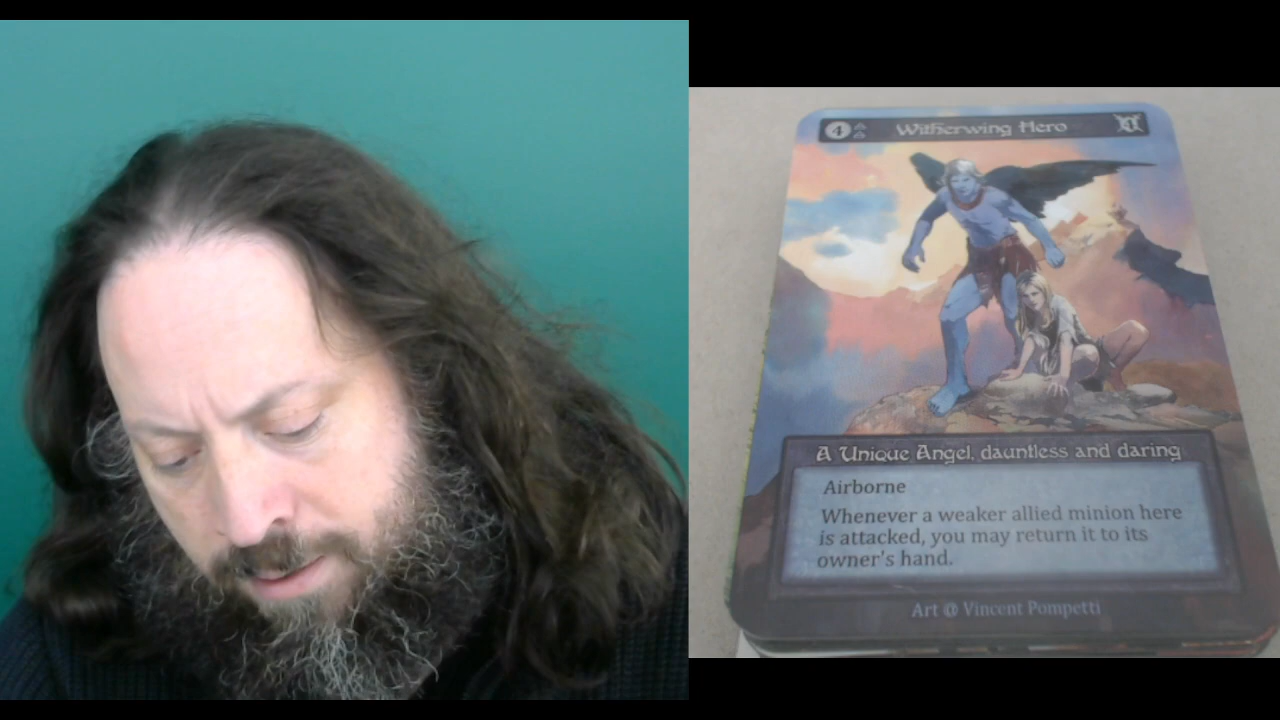 4 Witherwing Hero 4
A Unique Angel, dauntless and daring
Airborne
Whenever a weaker allied minion here
is attacked, you may return it to its
owner's hand.
Art @ Vincent Pompetti